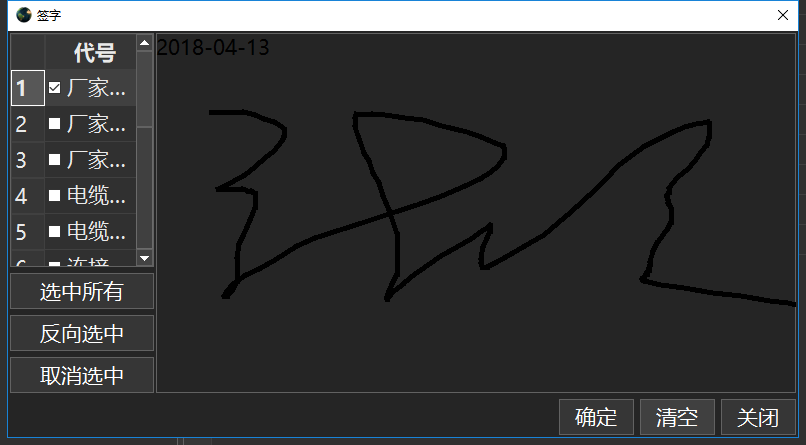 签字
代号
2018-04-13
1 厂家...
2 厂家...
3 厂家...
4 电缆...
5 电缆...
6 连接
选中所有
反向选中
取消选中
确定
清空
关闭